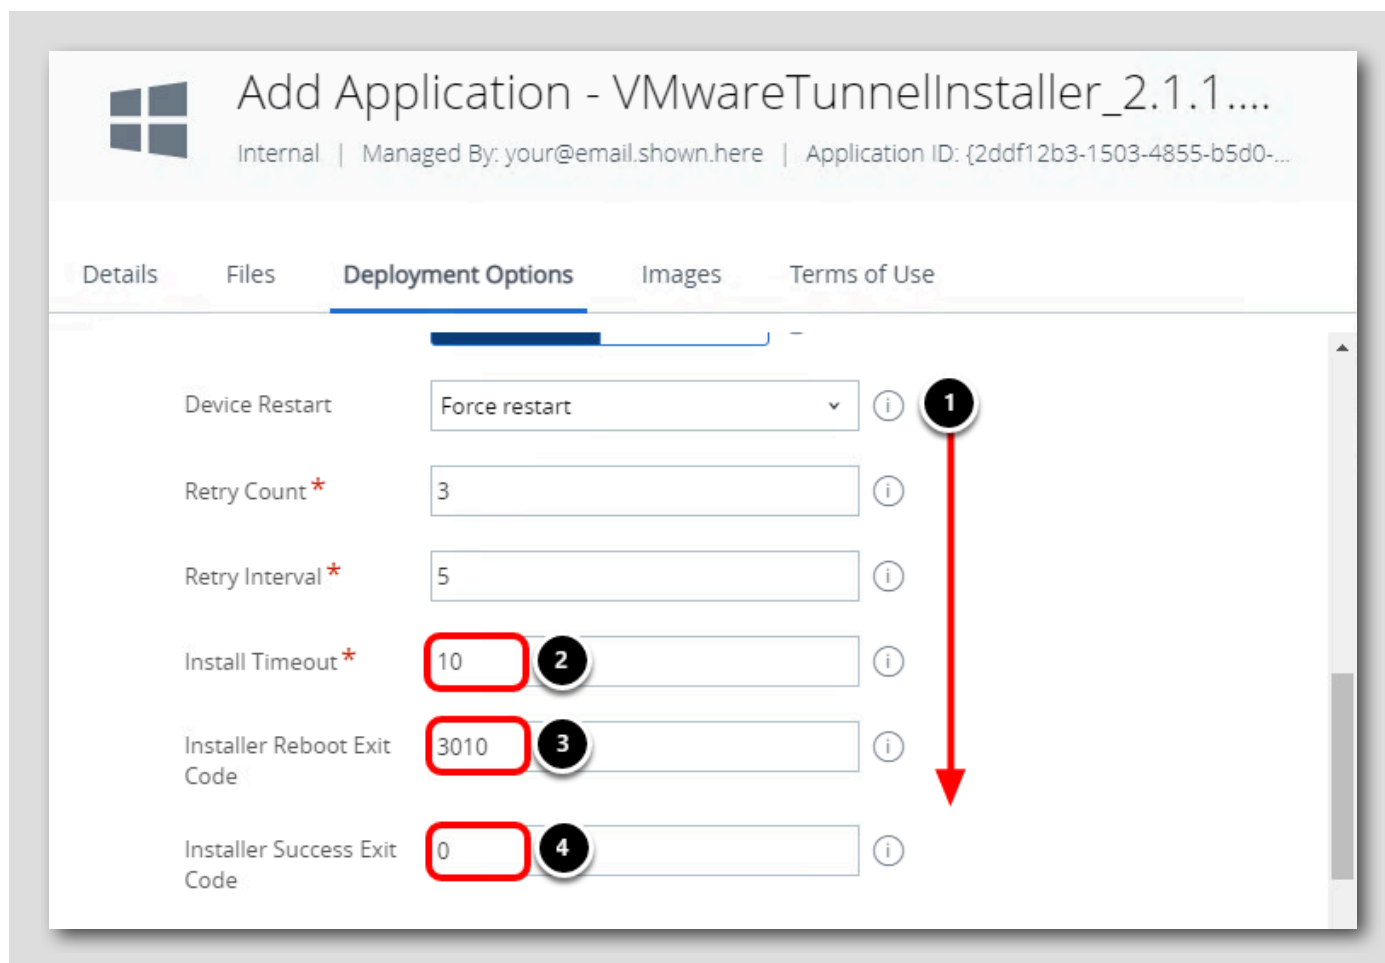 Add Application - VMwareTunnelInstaller_2.1.1....
Internal | Managed By: your@email.shown.here | Application ID: {2ddf12b3-1503-4855-b5d0-...
Details Files Deployment Options Images Terms of Use
Device Restart Force restart i 1
Retry Count * 3 i
Retry Interval * 5 i
Install Timeout * 10 2 i
Installer Reboot Exit 3010 3 i
Code
Installer Success Exit 0 4 i
Code